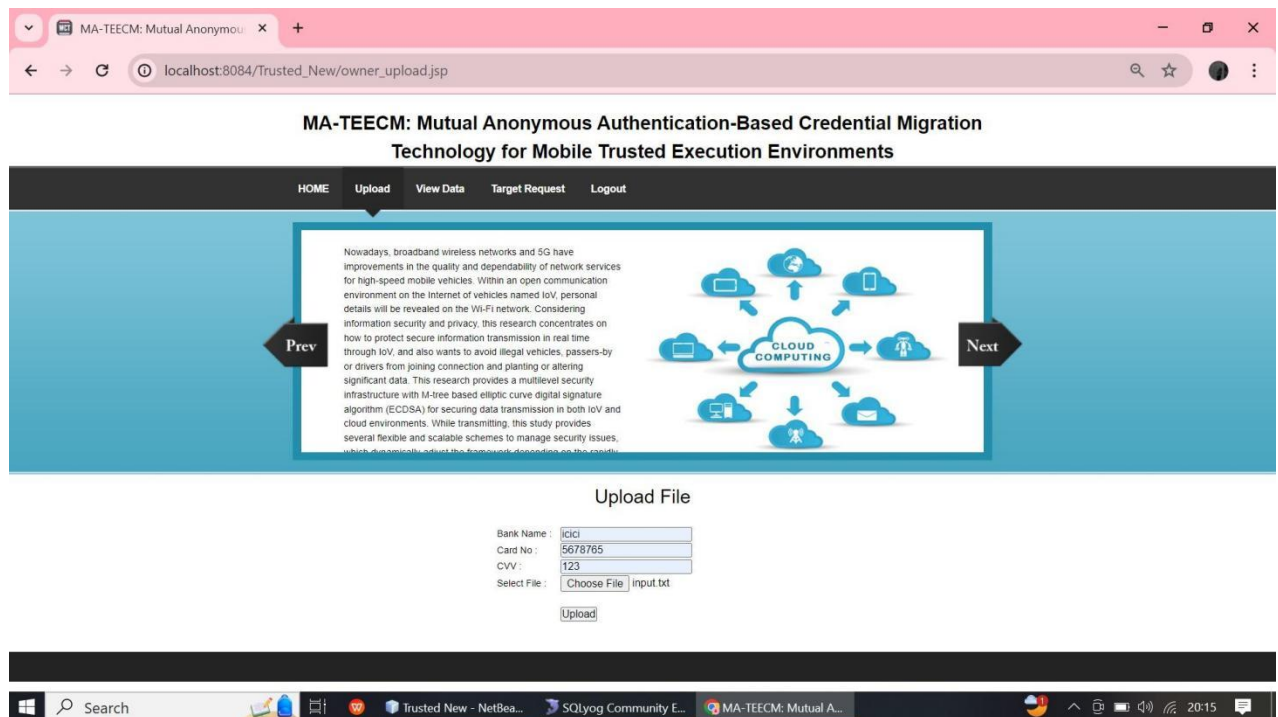 MA-TEECM: Mutual Anonymou
localhost:8084/Trusted_New/owner_upload.jsp
MA-TEECM: Mutual Anonymous Authentication-Based Credential Migration
Technology for Mobile Trusted Execution Environments
HOME Upload View Data Target Request Logout
Nowadays, broadband wireless networks and 5G have
improvements in the quality and dependability of network services
for high-speed mobile vehicles. Within an open communication
environment on the Internet of vehicles named IoV, personal
details will be revealed on the Wi-Fi network. Considering
information security and privacy, this research concentrates on
how to protect secure information transmission in real time
through IoV, and also wants to avoid illegal vehicles, passers-by
or drivers from joining connection and planting or altering
significant data. This research provides a multilevel security
infrastructure with M-tree based elliptic curve digital signature
algorithm (ECDSA) for securing data transmission in both IoV and
cloud environments. While transmitting, this study provides
several flexible and scalable schemes to manage security issues,
which dynamically adjust the framework depending on the rapidly
Prev
CLOUD
COMPUTING
Next
Upload File
Bank Name : icici
Card No : 5678765
CVV : 123
Select File : Choose File input.txt
Upload
Search
Trusted New - NetBea...
SQLyog Community E...
MA-TEECM: Mutual A...
20:15